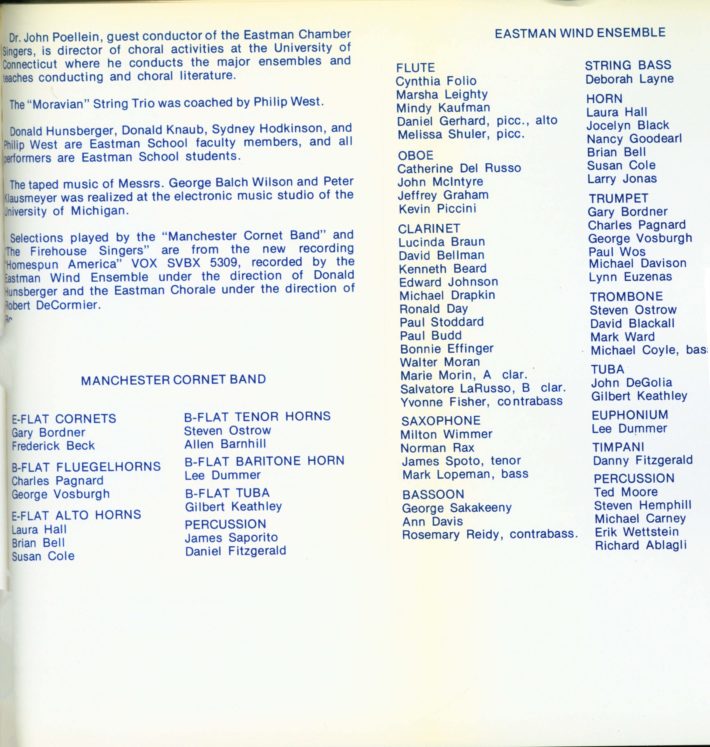 Dr. John Poellein, guest conductor of the Eastman Chamber
Singers, is director of choral activities at the University of
Connecticut where he conducts the major ensembles and
teaches conducting and choral literature.
The "Moravian" String Trio was coached by Philip West.
Donald Hunsberger, Donald Knaub, Sydney Hodkinson, and
Philip West are Eastman School faculty members, and all
performers are Eastman School students.
The taped music of Messrs. George Balch Wilson and Peter
Klausmeyer was realized at the electronic music studio of the
University of Michigan.
Selections played by the "Manchester Cornet Band" and
"The Firehouse Singers" are from the new recording
"Homespun America" VOX SVBX 5309, recorded by the
Eastman Wind Ensemble under the direction of Donald
Hunsberger and the Eastman Chorale under the direction of
Robert DeCormier.
MANCHESTER CORNET BAND
E-FLAT CORNETS
Gary Bordner
Frederick Beck
B-FLAT FLUEGELHORNS
Charles Pagnard
George Vosburgh
E-FLAT ALTO HORNS
Laura Hall
Brian Bell
Susan Cole
B-FLAT TENOR HORNS
Steven Ostrow
Allen Barnhill
B-FLAT BARITONE HORN
Lee Dummer
B-FLAT TUBA
Gilbert Keathley
PERCUSSION
James Saporito
Daniel Fitzgerald
EASTMAN WIND ENSEMBLE
FLUTE
Cynthia Folio
Marsha Leighty
Mindy Kaufman
Daniel Gerhard, picc., alto
Melissa Shuler, picc.
OBOE
Catherine Del Russo
John McIntyre
Jeffrey Graham
Kevin Piccini
CLARINET
Lucinda Braun
David Bellman
Kenneth Beard
Edward Johnson
Michael Drapkin
Ronald Day
Paul Stoddard
Paul Budd
Bonnie Effinger
Walter Moran
Marie Morin, A clar.
Salvatore LaRusso, B clar.
Yvonne Fisher, contrabass
SAXOPHONE
Milton Wimmer
Norman Rax
James Spoto, tenor
Mark Lopeman, bass
BASSOON
George Sakakeeny
Ann Davis
Rosemary Reidy, contrabass.
STRING BASS
Deborah Layne
HORN
Laura Hall
Jocelyn Black
Nancy Goodearl
Brian Bell
Susan Cole
Larry Jonas
TRUMPET
Gary Bordner
Charles Pagnard
George Vosburgh
Paul Wos
Michael Davison
Lynn Euzenas
TROMBONE
Steven Ostrow
David Blackall
Mark Ward
Michael Coyle, bas
TUBA
John DeGolia
Gilbert Keathley
EUPHONIUM
Lee Dummer
TIMPANI
Danny Fitzgerald
PERCUSSION
Ted Moore
Steven Hemphill
Michael Carney
Erik Wettstein
Richard Ablagli